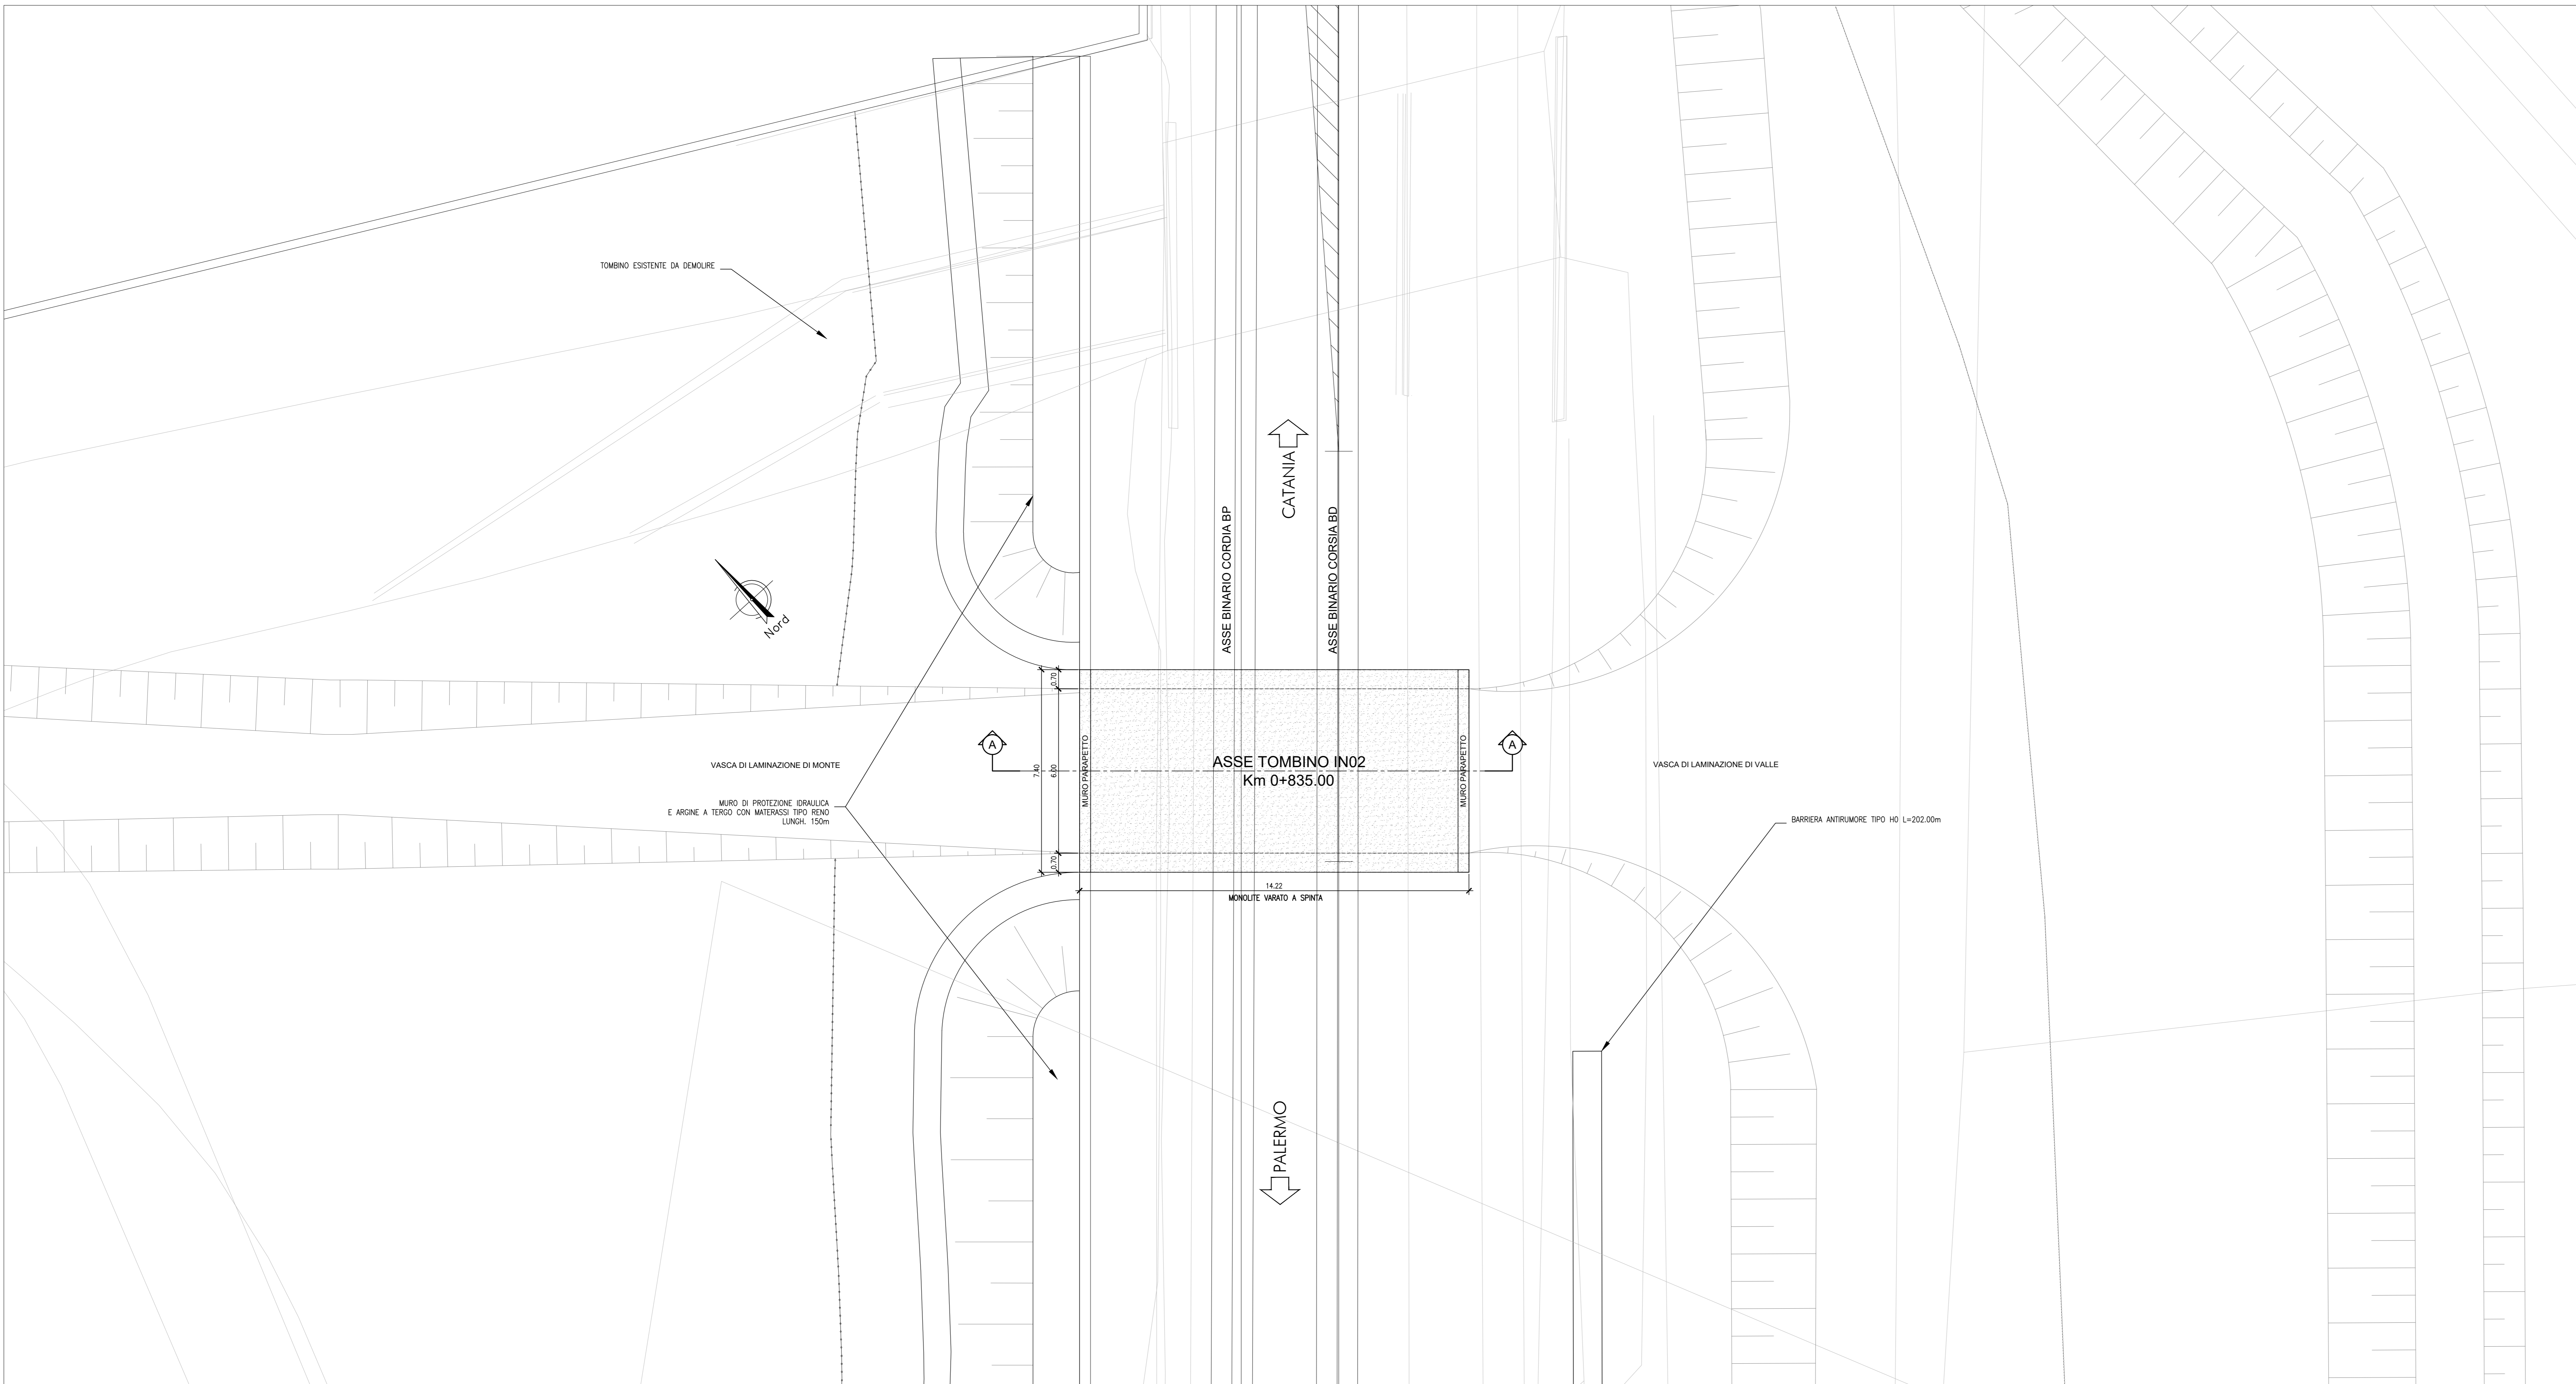 TOMBINO ESISTENTE DA DEMOLIRE
CATANIA
ASSE BINARIO CORDIA BP
ASSE BINARIO CORSIA BD
Nord
0.70
7.40
6.00
0.70
A
A
MURO PARAPETTO
MURO PARAPETTO
ASSE TOMBINO IN02
Km 0+835.00
VASCA DI LAMINAZIONE DI MONTE
VASCA DI LAMINAZIONE DI VALLE
MURO DI PROTEZIONE IDRAULICA
E ARGINE A TERGO CON MATERASSI TIPO RENO
LUNGH. 150m
BARRIERA ANTIRUMORE TIPO H0 L=202.00m
14.22
MONOLITE VARATO A SPINTA
PALERMO